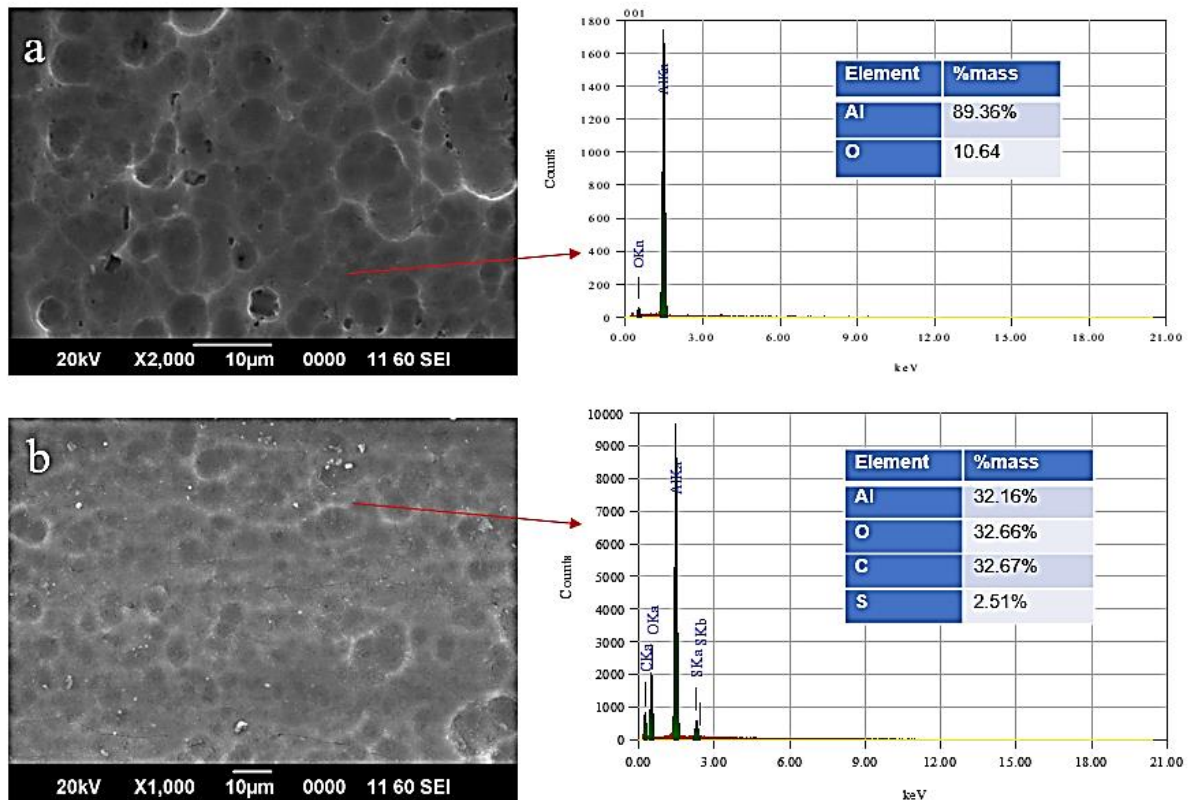 a
20kV X2,000 10µm 0000 11 60 SEI
001
1800
1600
1400
1200
1000
800
600
400
200
0
Counts
AlKa
OKa
0.00 3.00 6.00 9.00 12.00 15.00 18.00 21.00
keV
Element %mass
Al 89.36%
O 10.64
b
20kV X1,000 10µm 0000 11 60 SEI
10000
9000
8000
7000
6000
5000
4000
3000
2000
1000
0
Counts
CKa
OKa
AlKa
SKa
SKb
0.00 3.00 6.00 9.00 12.00 15.00 18.00 21.00
keV
Element %mass
Al 32.16%
O 32.66%
C 32.67%
S 2.51%